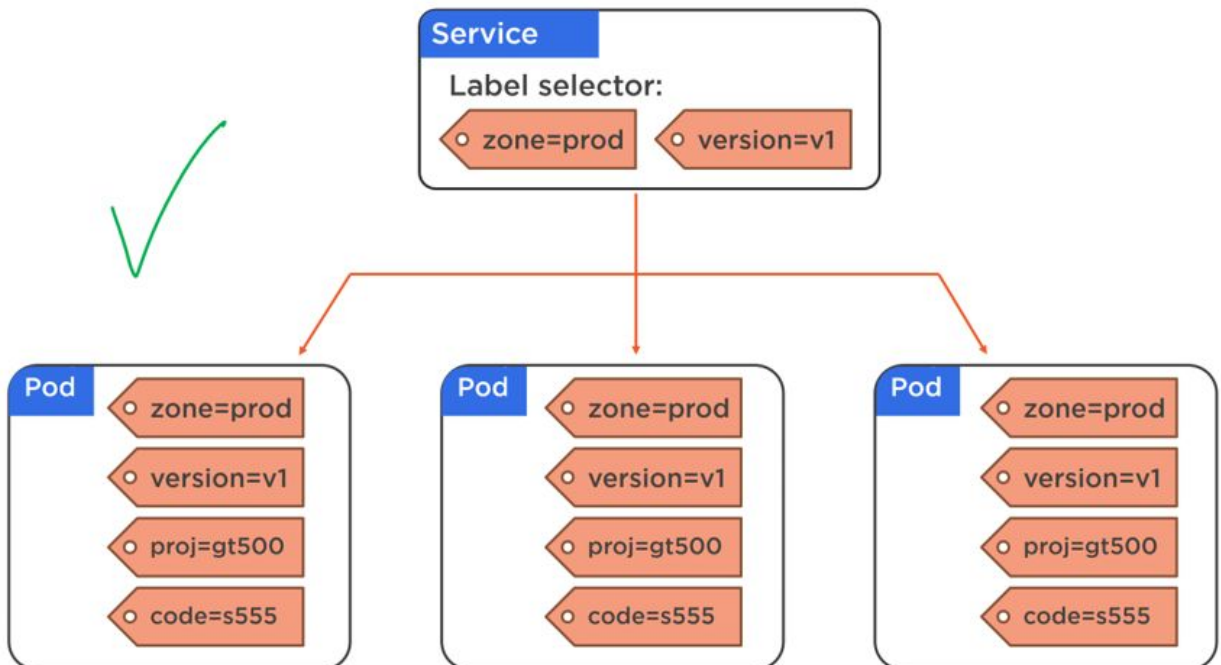 Service
Label selector:
zone=prod version=v1
Pod
zone=prod
version=v1
proj=gt500
code=s555
Pod
zone=prod
version=v1
proj=gt500
code=s555
Pod
zone=prod
version=v1
proj=gt500
code=s555